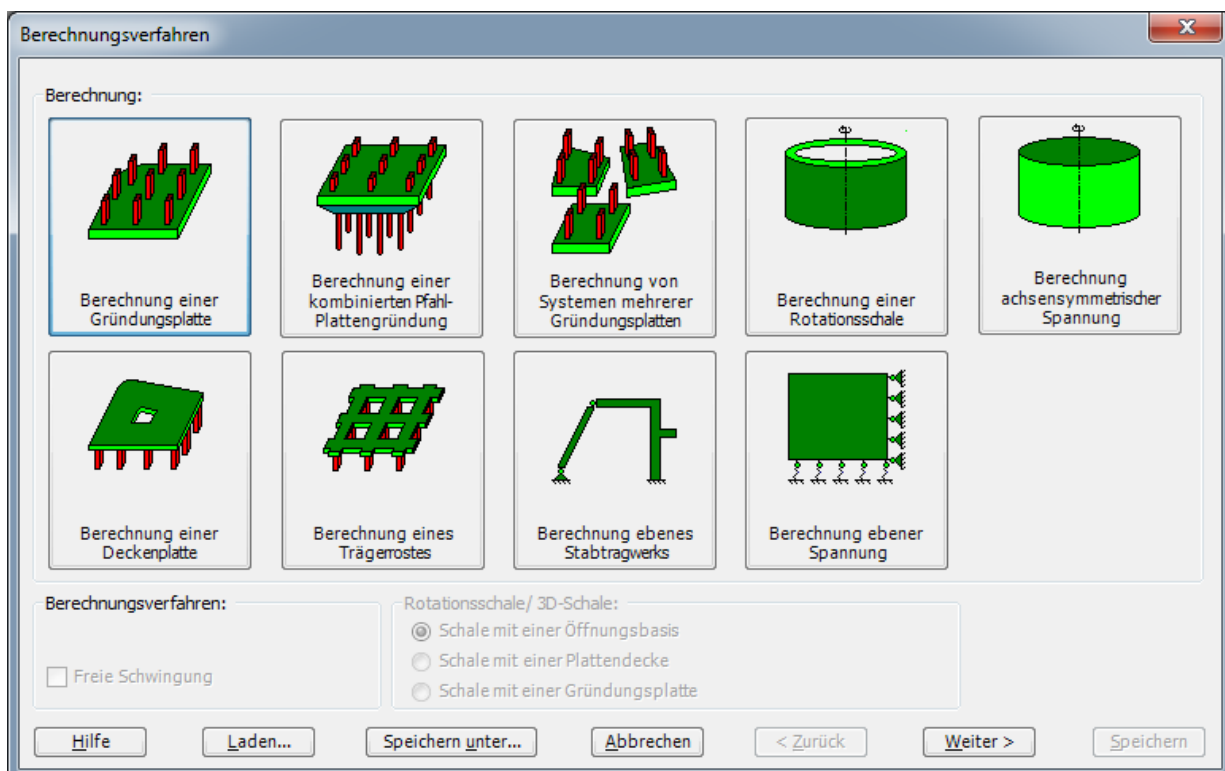 Berechnungsverfahren
Berechnung:
Berechnung einer
Gründungsplatte
Berechnung einer
kombinierten Pfahl-
Plattengründung
Berechnung von
Systemen mehrerer
Gründungsplatten
Berechnung einer
Rotationsschale
Berechnung
achsensymmetrischer
Spannung
Berechnung einer
Deckenplatte
Berechnung eines
Trägerrostes
Berechnung ebenes
Stabtragwerks
Berechnung ebener
Spannung
Berechnungsverfahren:
Freie Schwingung
Rotationsschale/ 3D-Schale:
Schale mit einer Öffnungsbasis
Schale mit einer Plattendecke
Schale mit einer Gründungsplatte
Hilfe
Laden...
Speichern unter...
Abbrechen
< Zurück
Weiter >
Speichern